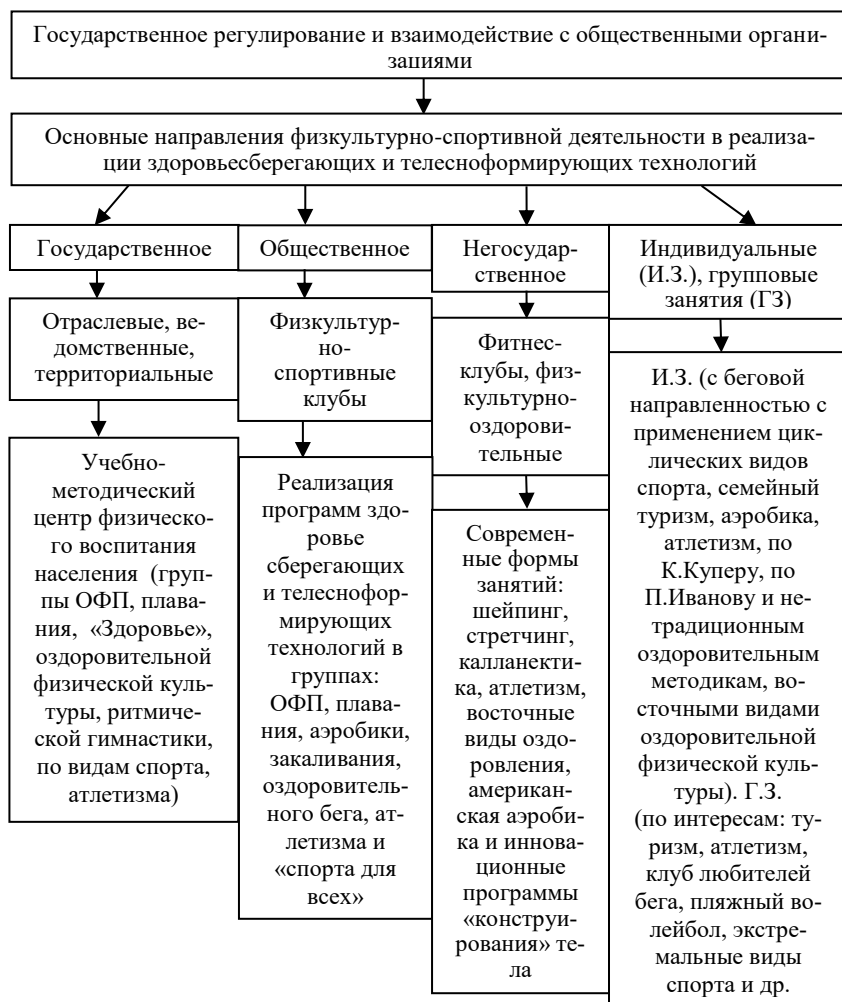 Государственное регулирование и взаимодействие с общественными органи-
зациями
Основные направления физкультурно-спортивной деятельности в реализа-
ции здоровьесберегающих и телесноформирующих технологий
Государственное
Отраслевые, ве-
домственные,
территориальные
Учебно-
методический
центр физическо-
го воспитания
населения (груп-
пы ОФП, плава-
ния, «Здоровье»,
оздоровительной
физической куль-
туры, ритмиче-
ской гимнастики,
по видам спорта,
атлетизма)
Общественное
Физкультур-
но-
спортивные
клубы
Реализация
программ здо-
ровье
сберегающих
и телеснофор-
мирующих
технологий в
группах:
ОФП, плава-
ния, аэробики,
закаливания,
оздоровитель-
ного бега, ат-
летизма и
«спорта для
всех»
Негосудар-
ственное
Фитнес-
клубы, физ-
культурно-
оздорови-
тельные
Современ-
ные формы
занятий:
шейпинг,
стретчинг,
калланекти-
ка, атлетизм,
восточные
виды оздо-
ровления,
американ-
ская аэроби-
ка и иннова-
ционные
программы
«конструи-
рования» те-
ла
Индивидуальные
(И.З.), групповые
занятия (ГЗ)
И.З. (с беговой
направленностью с
применением цик-
лических видов
спорта, семейный
туризм, аэробика,
атлетизм, по
К.Куперу, по
П.Иванову и не-
традиционным
оздоровительным
методикам, во-
сточными видами
оздоровительной
физической куль-
туры). Г.З.
(по интересам: ту-
ризм, атлетизм,
клуб любителей
бега, пляжный во-
лейбол, экстре-
мальные виды
спорта и др.